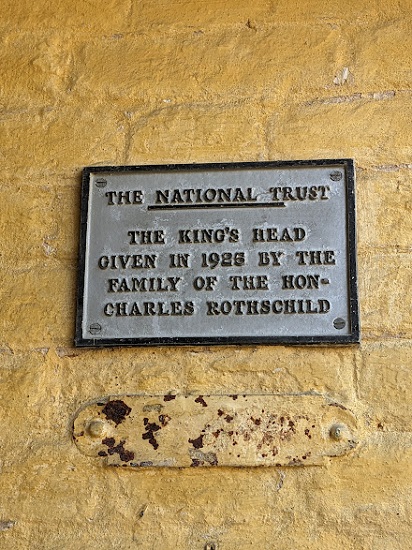 THE NATIONAL TRUST
THE KING'S HEAD
GIVEN IN 1925 BY THE
FAMILY OF THE HON-
CHARLES ROTHSCHILD